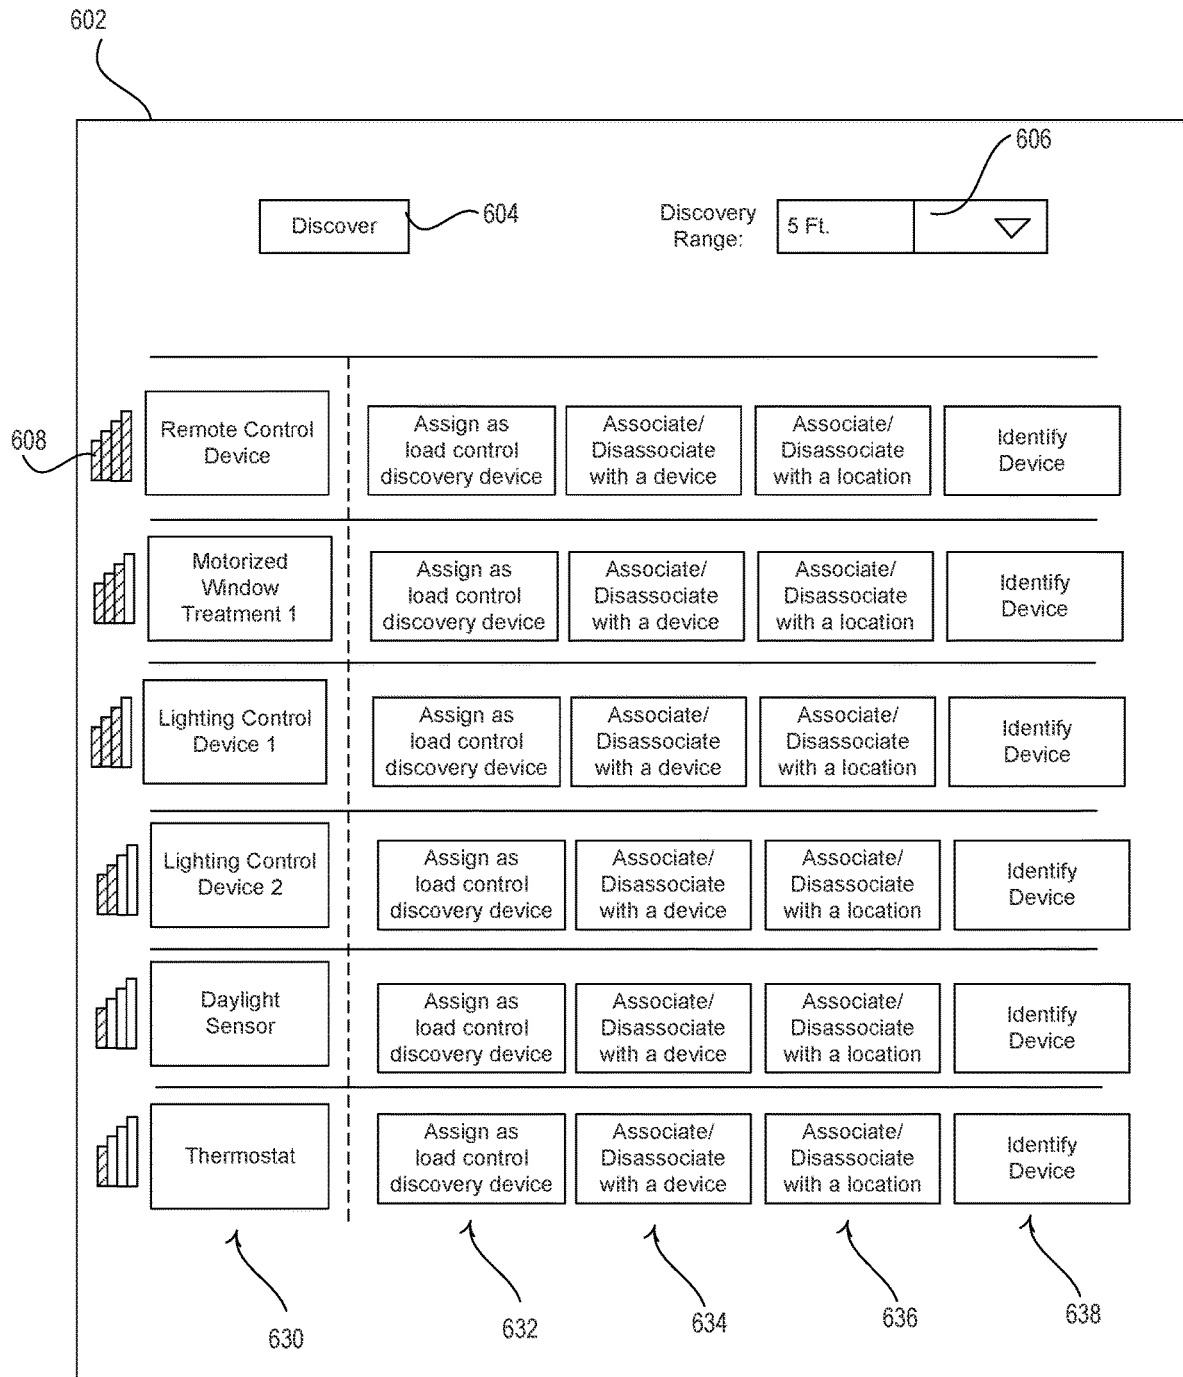 602
606
Discover
604
Discovery
Range:
5 Ft.
608
Remote Control
Device
Assign as
load control
discovery device
Associate/
Disassociate
with a device
Associate/
Disassociate
with a location
Identify
Device
Motorized
Window
Treatment 1
Assign as
load control
discovery device
Associate/
Disassociate
with a device
Associate/
Disassociate
with a location
Identify
Device
Lighting Control
Device 1
Assign as
load control
discovery device
Associate/
Disassociate
with a device
Associate/
Disassociate
with a location
Identify
Device
Lighting Control
Device 2
Assign as
load control
discovery device
Associate/
Disassociate
with a device
Associate/
Disassociate
with a location
Identify
Device
Daylight
Sensor
Assign as
load control
discovery device
Associate/
Disassociate
with a device
Associate/
Disassociate
with a location
Identify
Device
Thermostat
Assign as
load control
discovery device
Associate/
Disassociate
with a device
Associate/
Disassociate
with a location
Identify
Device
630
632
634
636
638